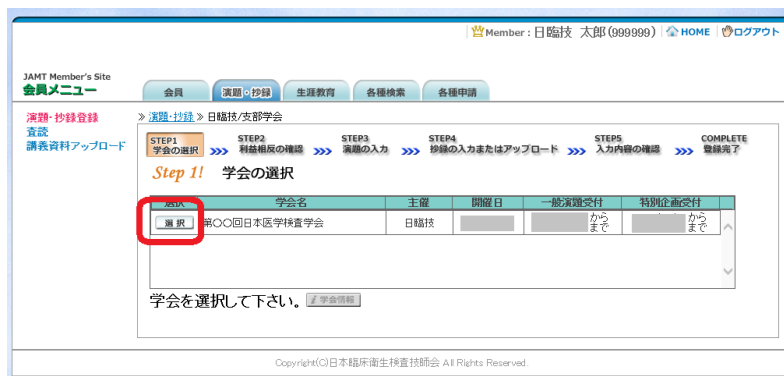 Member : 日臨技 太郎(999999) HOME ログアウト
JAMT Member's Site
会員メニュー
会員 演題・抄録 生涯教育 各種検索 各種申請
演題・抄録登録
査読
講義資料アップロード
≫ 演題・抄録 ≫ 日臨技/支部学会
STEP1 学会の選択 >>> STEP2 利益相反の確認 >>> STEP3 演題の入力 >>> STEP4 抄録の入力またはアップロード >>> STEP5 入力内容の確認 >>> COMPLETE 登録完了
Step 1! 学会の選択
選択 学会名 主催 開催日 一般演題受付 特別企画受付
選択 第〇〇回日本医学検査学会 日臨技 から まで から まで
学会を選択して下さい。 i 学会情報
Copyright(C)日本臨床衛生検査技師会 All Rights Reserved.